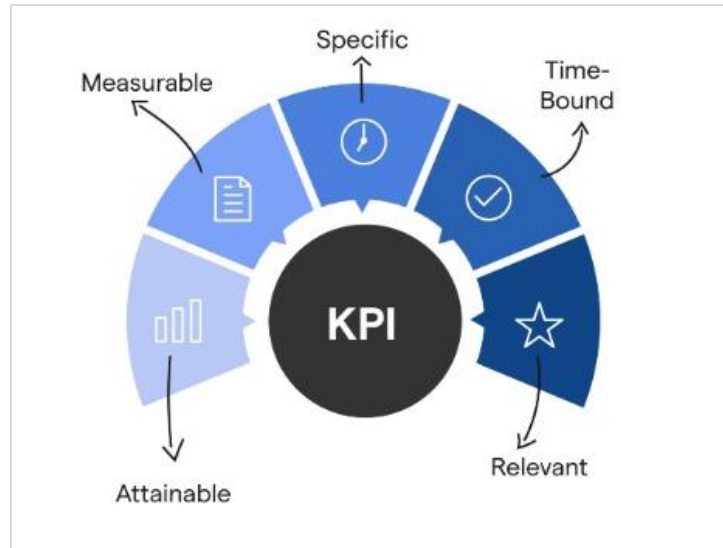 Specific
Measurable
Time-
Bound
KPI
Relevant
Attainable